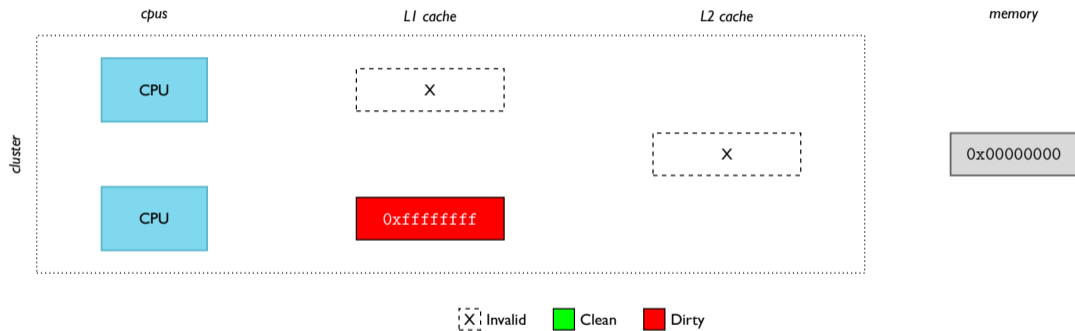 cpus L1 cache L2 cache memory
cluster
CPU X
X 0x00000000
CPU 0xffffffff
X Invalid Clean Dirty